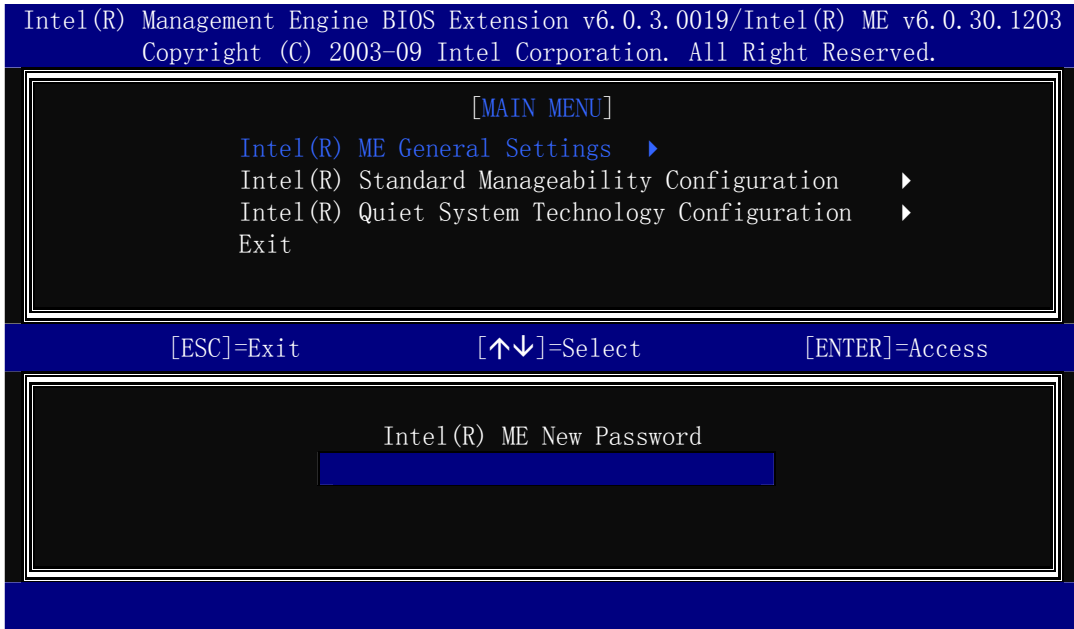 Intel(R) Management Engine BIOS Extension v6.0.3.0019/Intel(R) ME v6.0.30.1203
Copyright (C) 2003-09 Intel Corporation. All Right Reserved.
[MAIN MENU]
Intel(R) ME General Settings ▶
Intel(R) Standard Manageability Configuration ▶
Intel(R) Quiet System Technology Configuration ▶
Exit
[ESC]=Exit [↑↓]=Select [ENTER]=Access
Intel(R) ME New Password